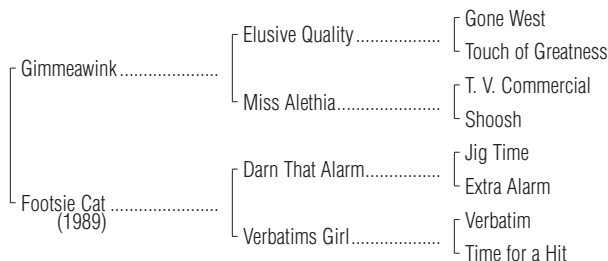 Gone West
Elusive Quality....................
Touch of Greatness
Gimmeawink.......................
T. V. Commercial
Miss Alethia.........................
Shoosh
Jig Time
Darn That Alarm..................
Extra Alarm
Footsie Cat .........................
(1989)
Verbatim
Verbatims Girl......................
Time for a Hit